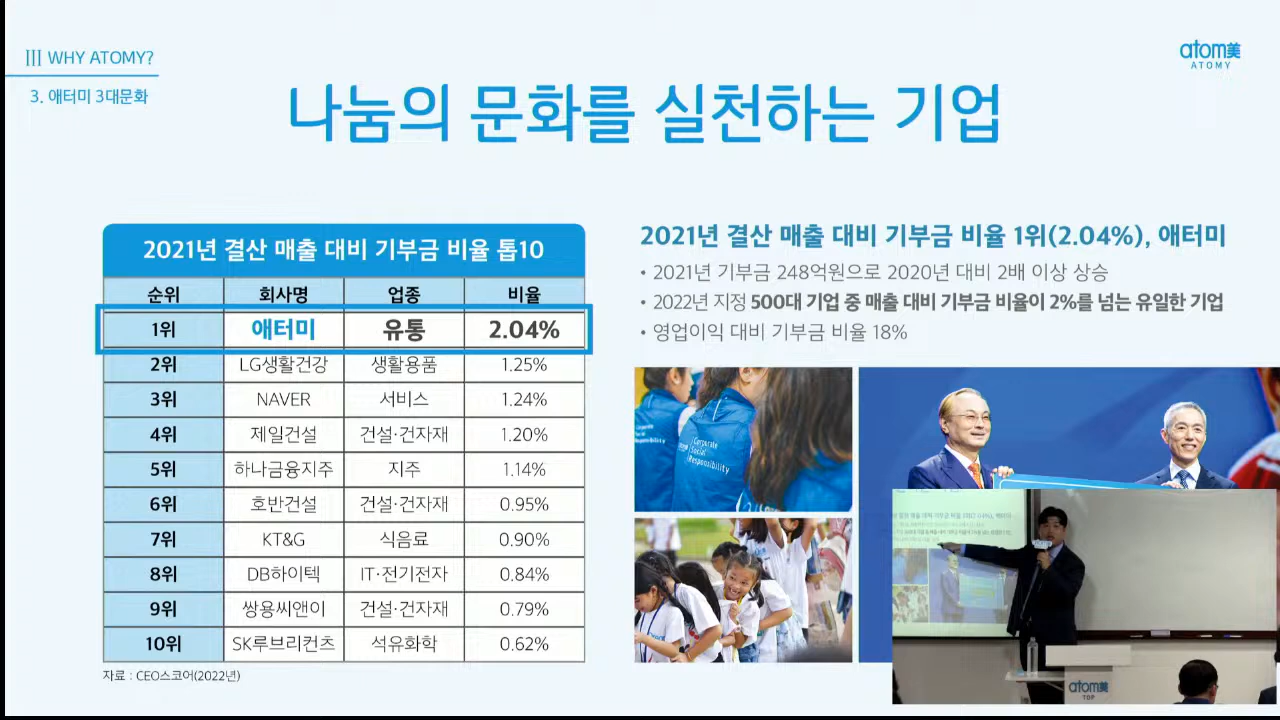 III WHY ATOMY?
3. 애터미 3대문화
atom美
ATOMY
나눔의 문화를 실천하는 기업
2021년 결산 매출 대비 기부금 비율 톱10
순위 회사명 업종 비율
1위 애터미 유통 2.04%
2위 LG생활건강 생활용품 1.25%
3위 NAVER 서비스 1.24%
4위 제일건설 건설·건자재 1.20%
5위 하나금융지주 지주 1.14%
6위 호반건설 건설·건자재 0.95%
7위 KT&G 식음료 0.90%
8위 DB하이텍 IT·전기전자 0.84%
9위 쌍용씨앤이 건설·건자재 0.79%
10위 SK루브리컨츠 석유화학 0.62%
자료 : CEO스코어(2022년)
2021년 결산 매출 대비 기부금 비율 1위(2.04%), 애터미
• 2021년 기부금 248억원으로 2020년 대비 2배 이상 상승
• 2022년 지정 500대 기업 중 매출 대비 기부금 비율이 2%를 넘는 유일한 기업
• 영업이익 대비 기부금 비율 18%
Corporate
Social
Responsibility
atom美
TOP